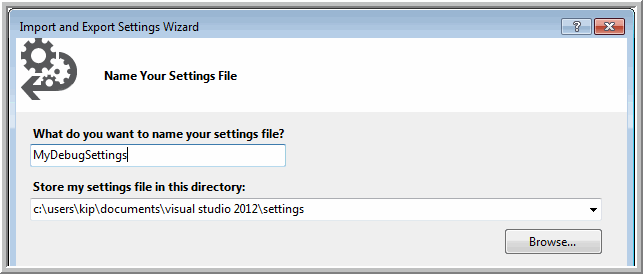 Import and Export Settings Wizard
Name Your Settings File
What do you want to name your settings file?
MyDebugSettings
Store my settings file in this directory:
c:\users\kip\documents\visual studio 2012\settings
Browse...